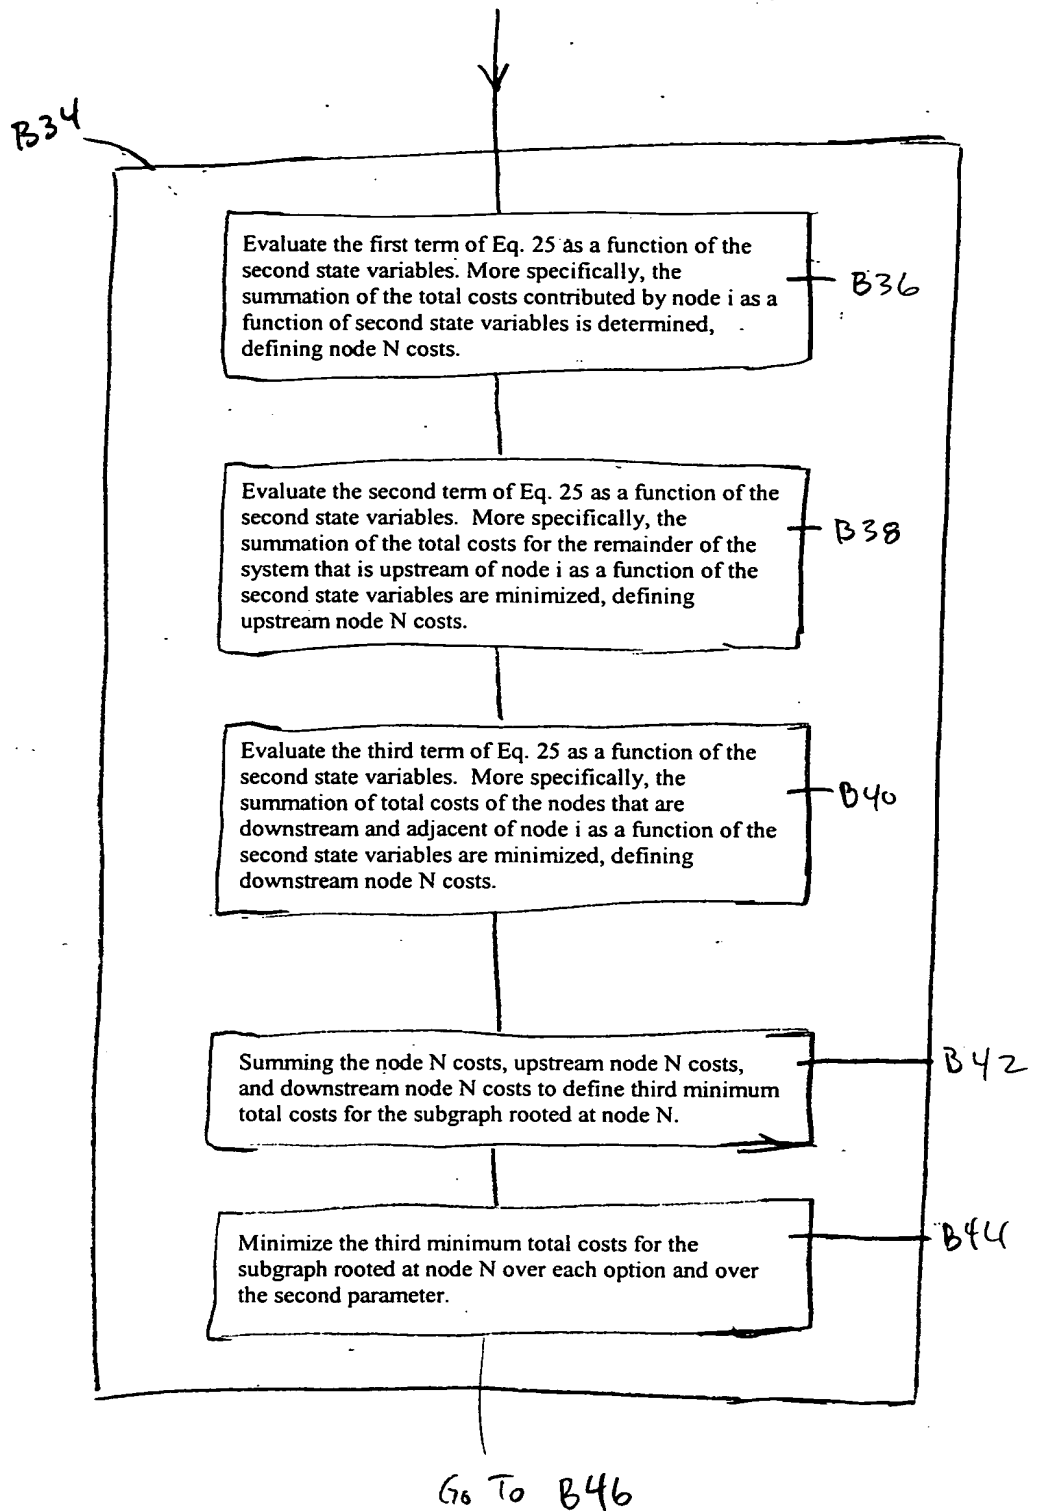 B34
Evaluate the first term of Eq. 25 as a function of the
second state variables. More specifically, the
summation of the total costs contributed by node i as a
function of second state variables is determined,
defining node N costs.
B36
Evaluate the second term of Eq. 25 as a function of the
second state variables. More specifically, the
summation of the total costs for the remainder of the
system that is upstream of node i as a function of the
second state variables are minimized, defining
upstream node N costs.
B38
Evaluate the third term of Eq. 25 as a function of the
second state variables. More specifically, the
summation of total costs of the nodes that are
downstream and adjacent of node i as a function of the
second state variables are minimized, defining
downstream node N costs.
B40
Summing the node N costs, upstream node N costs,
and downstream node N costs to define third minimum
total costs for the subgraph rooted at node N.
B42
Minimize the third minimum total costs for the
subgraph rooted at node N over each option and over
the second parameter.
B44
Go To B46